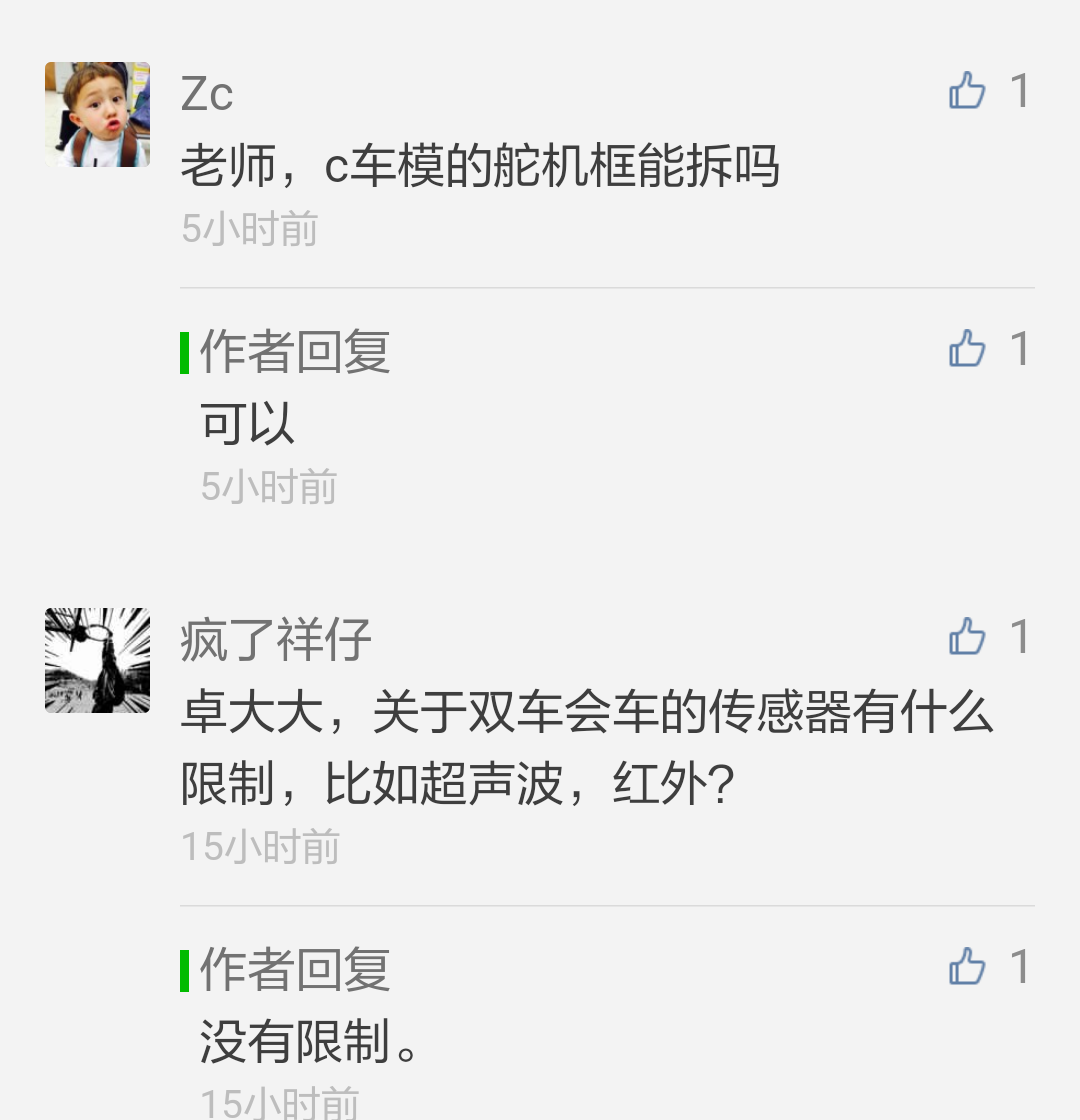 Zc
1
老师，c车模的舵机框能拆吗
5小时前
作者回复
1
可以
5小时前
疯了祥仔
1
卓大大，关于双车会车的传感器有什么
限制，比如超声波，红外?
15小时前
作者回复
1
没有限制。
15小时前